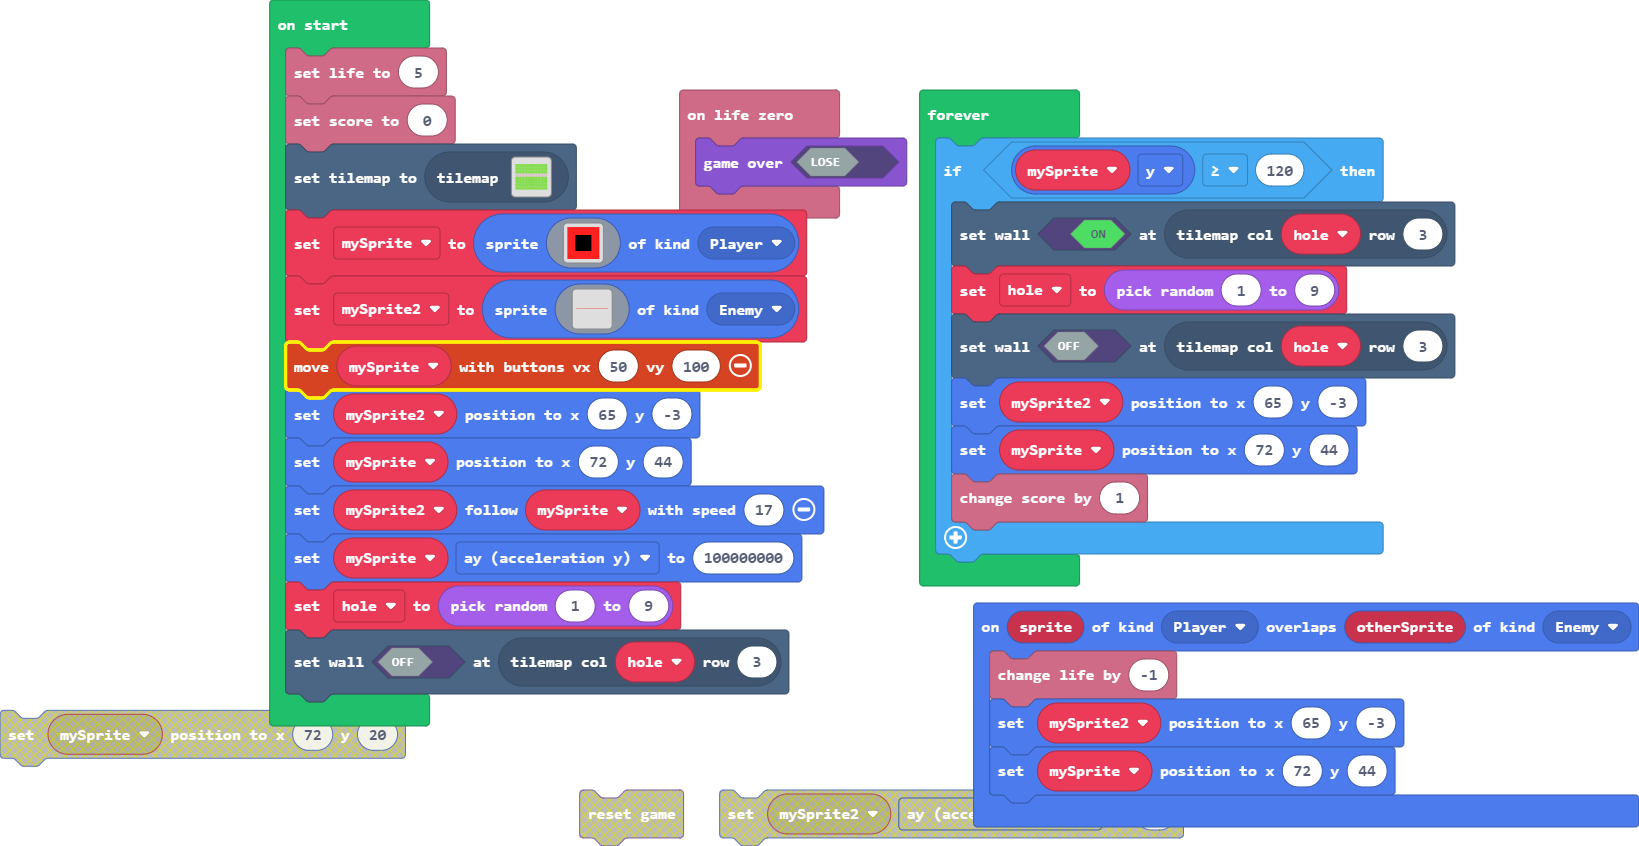 on start
set life to 5
set score to 0
set tilemap to tilemap
set mySprite to sprite of kind Player
set mySprite2 to sprite of kind Enemy
move mySprite with buttons vx 50 vy 100
set mySprite2 position to x 65 y -3
set mySprite position to x 72 y 44
set mySprite2 follow mySprite with speed 17
set mySprite ay (acceleration y) to 100000000
set hole to pick random 1 to 9
set wall OFF at tilemap col hole row 3
on life zero
game over LOSE
forever
if mySprite y ≥ 120 then
set wall ON at tilemap col hole row 3
set hole to pick random 1 to 9
set wall OFF at tilemap col hole row 3
set mySprite2 position to x 65 y -3
set mySprite position to x 72 y 44
change score by 1
on sprite of kind Player overlaps otherSprite of kind Enemy
change life by -1
set mySprite2 position to x 65 y -3
set mySprite position to x 72 y 44
set mySprite position to x 72 y 20
reset game
set mySprite2 ay (acce